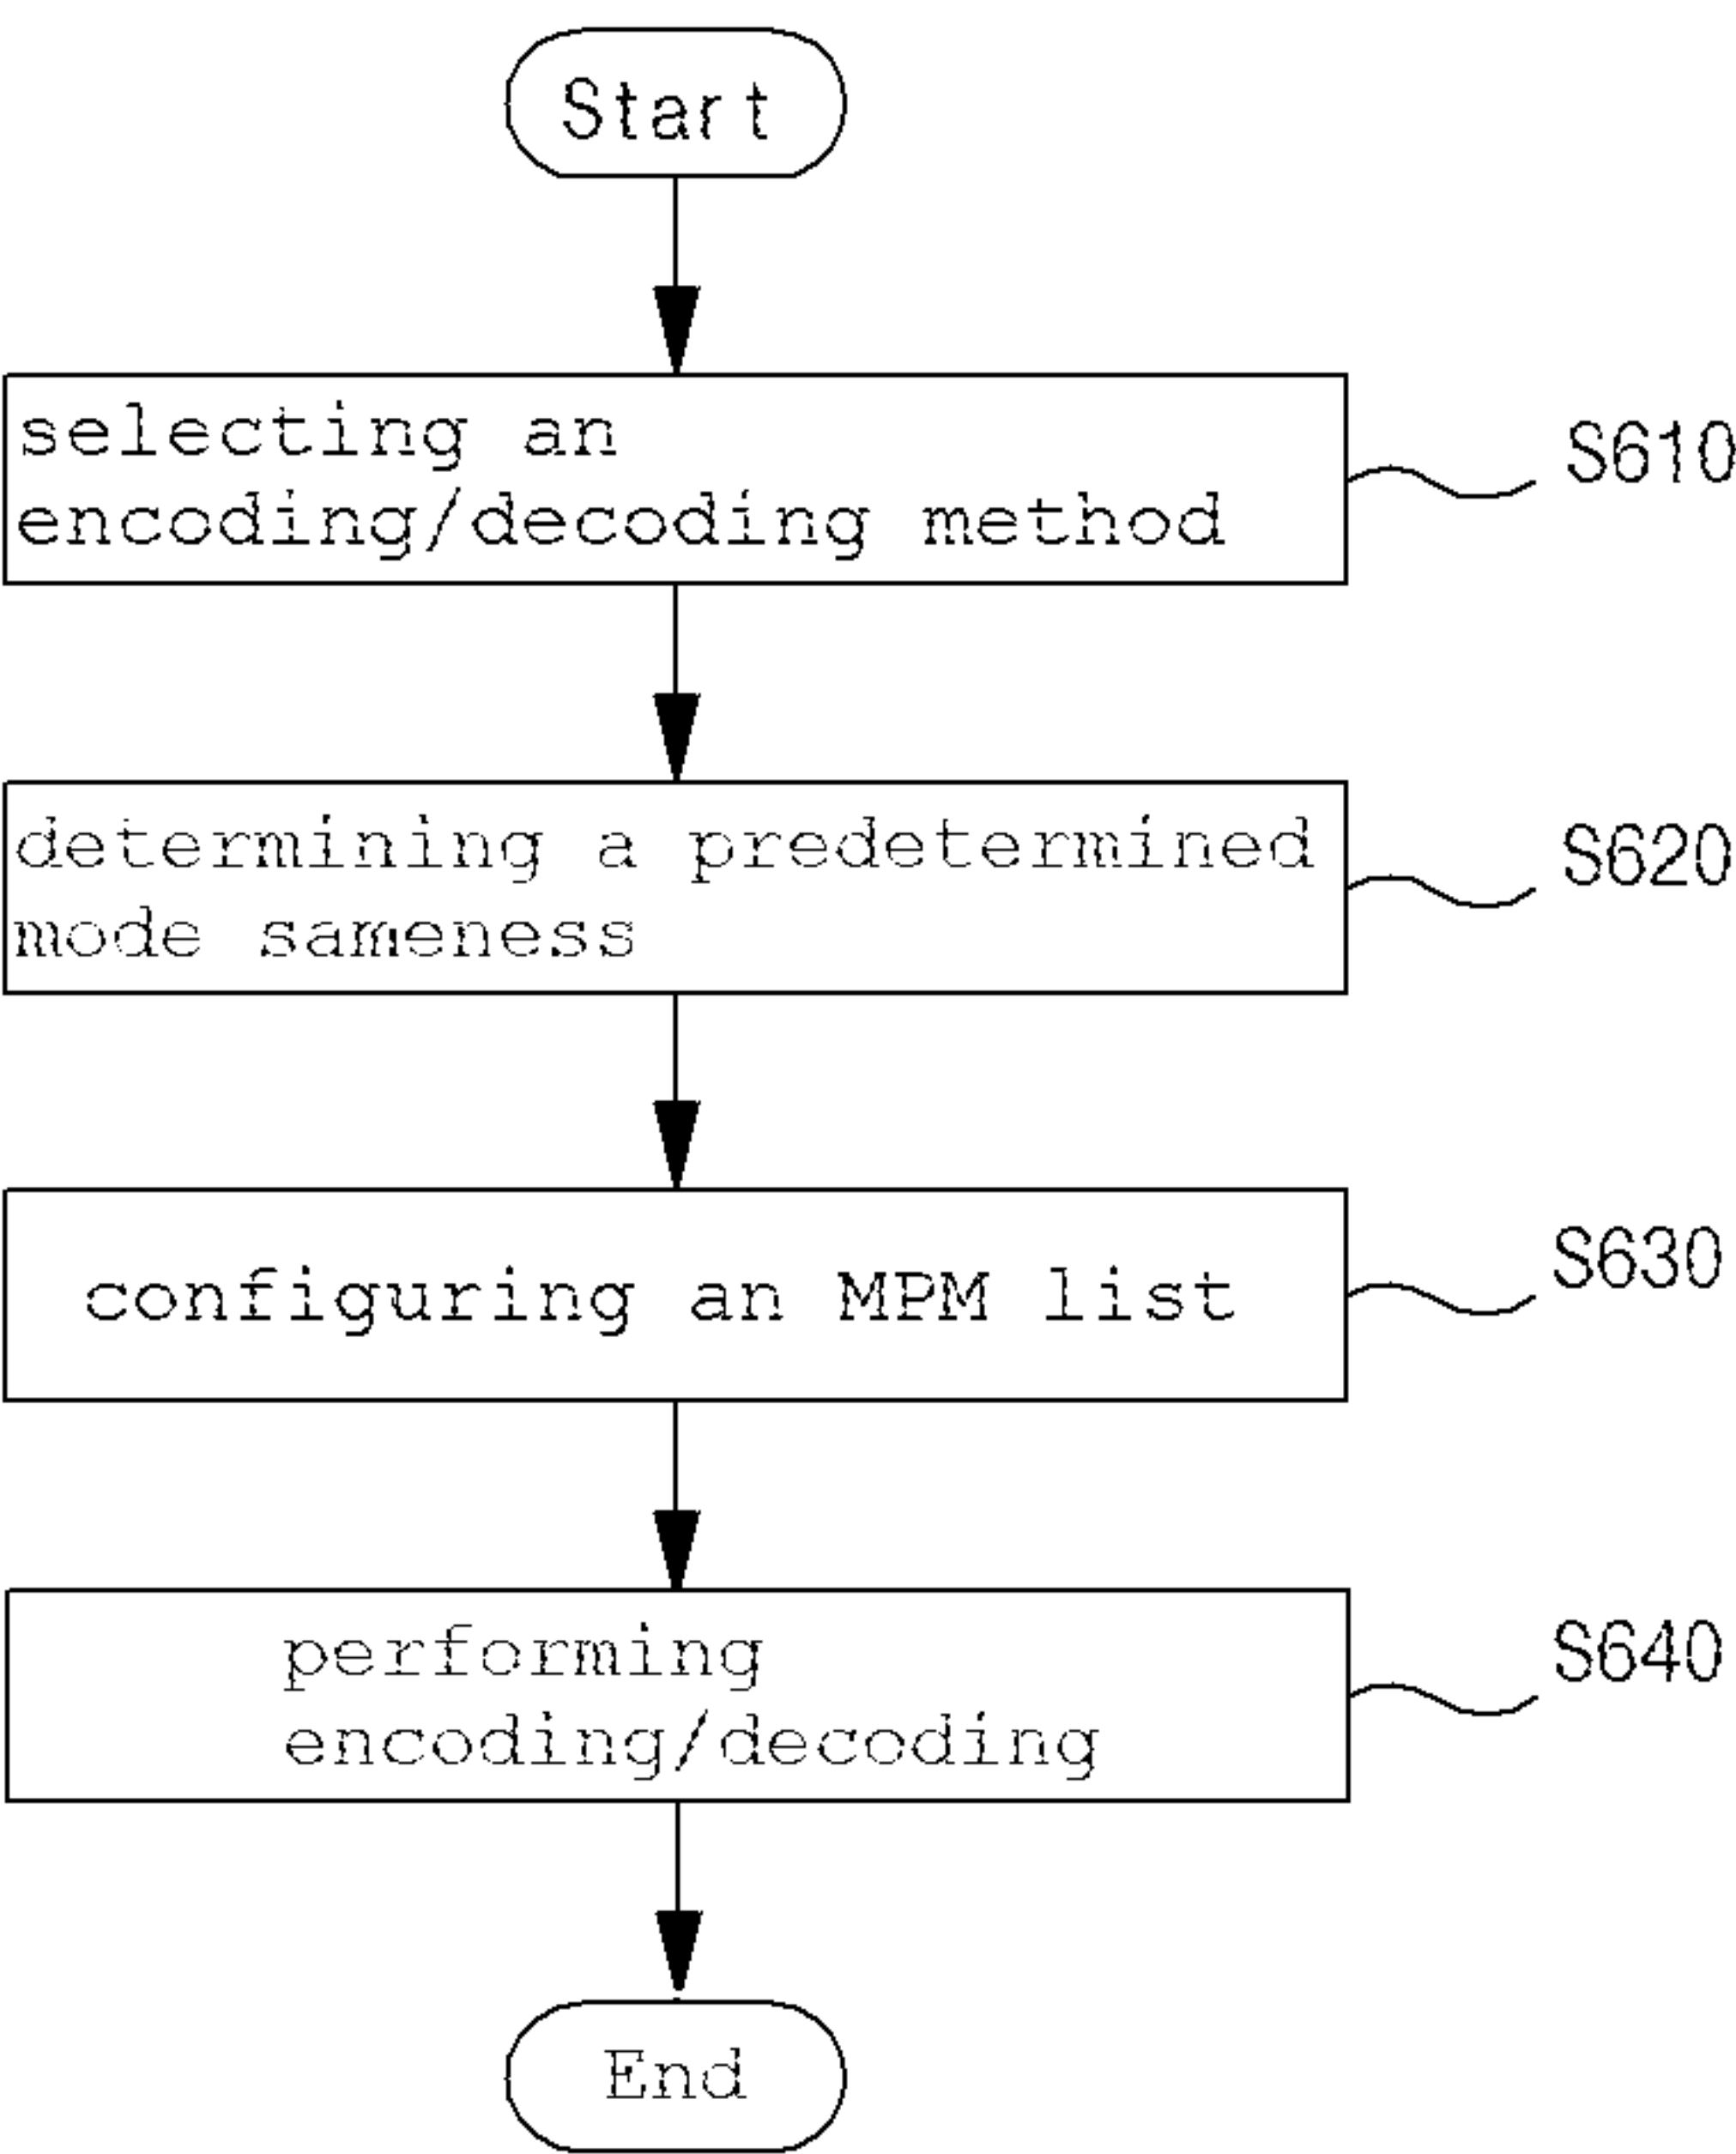 Start
selecting an
encoding/decoding method
S610
determining a predetermined
mode sameness
S620
configuring an MPM list
S630
performing
encoding/decoding
S640
End